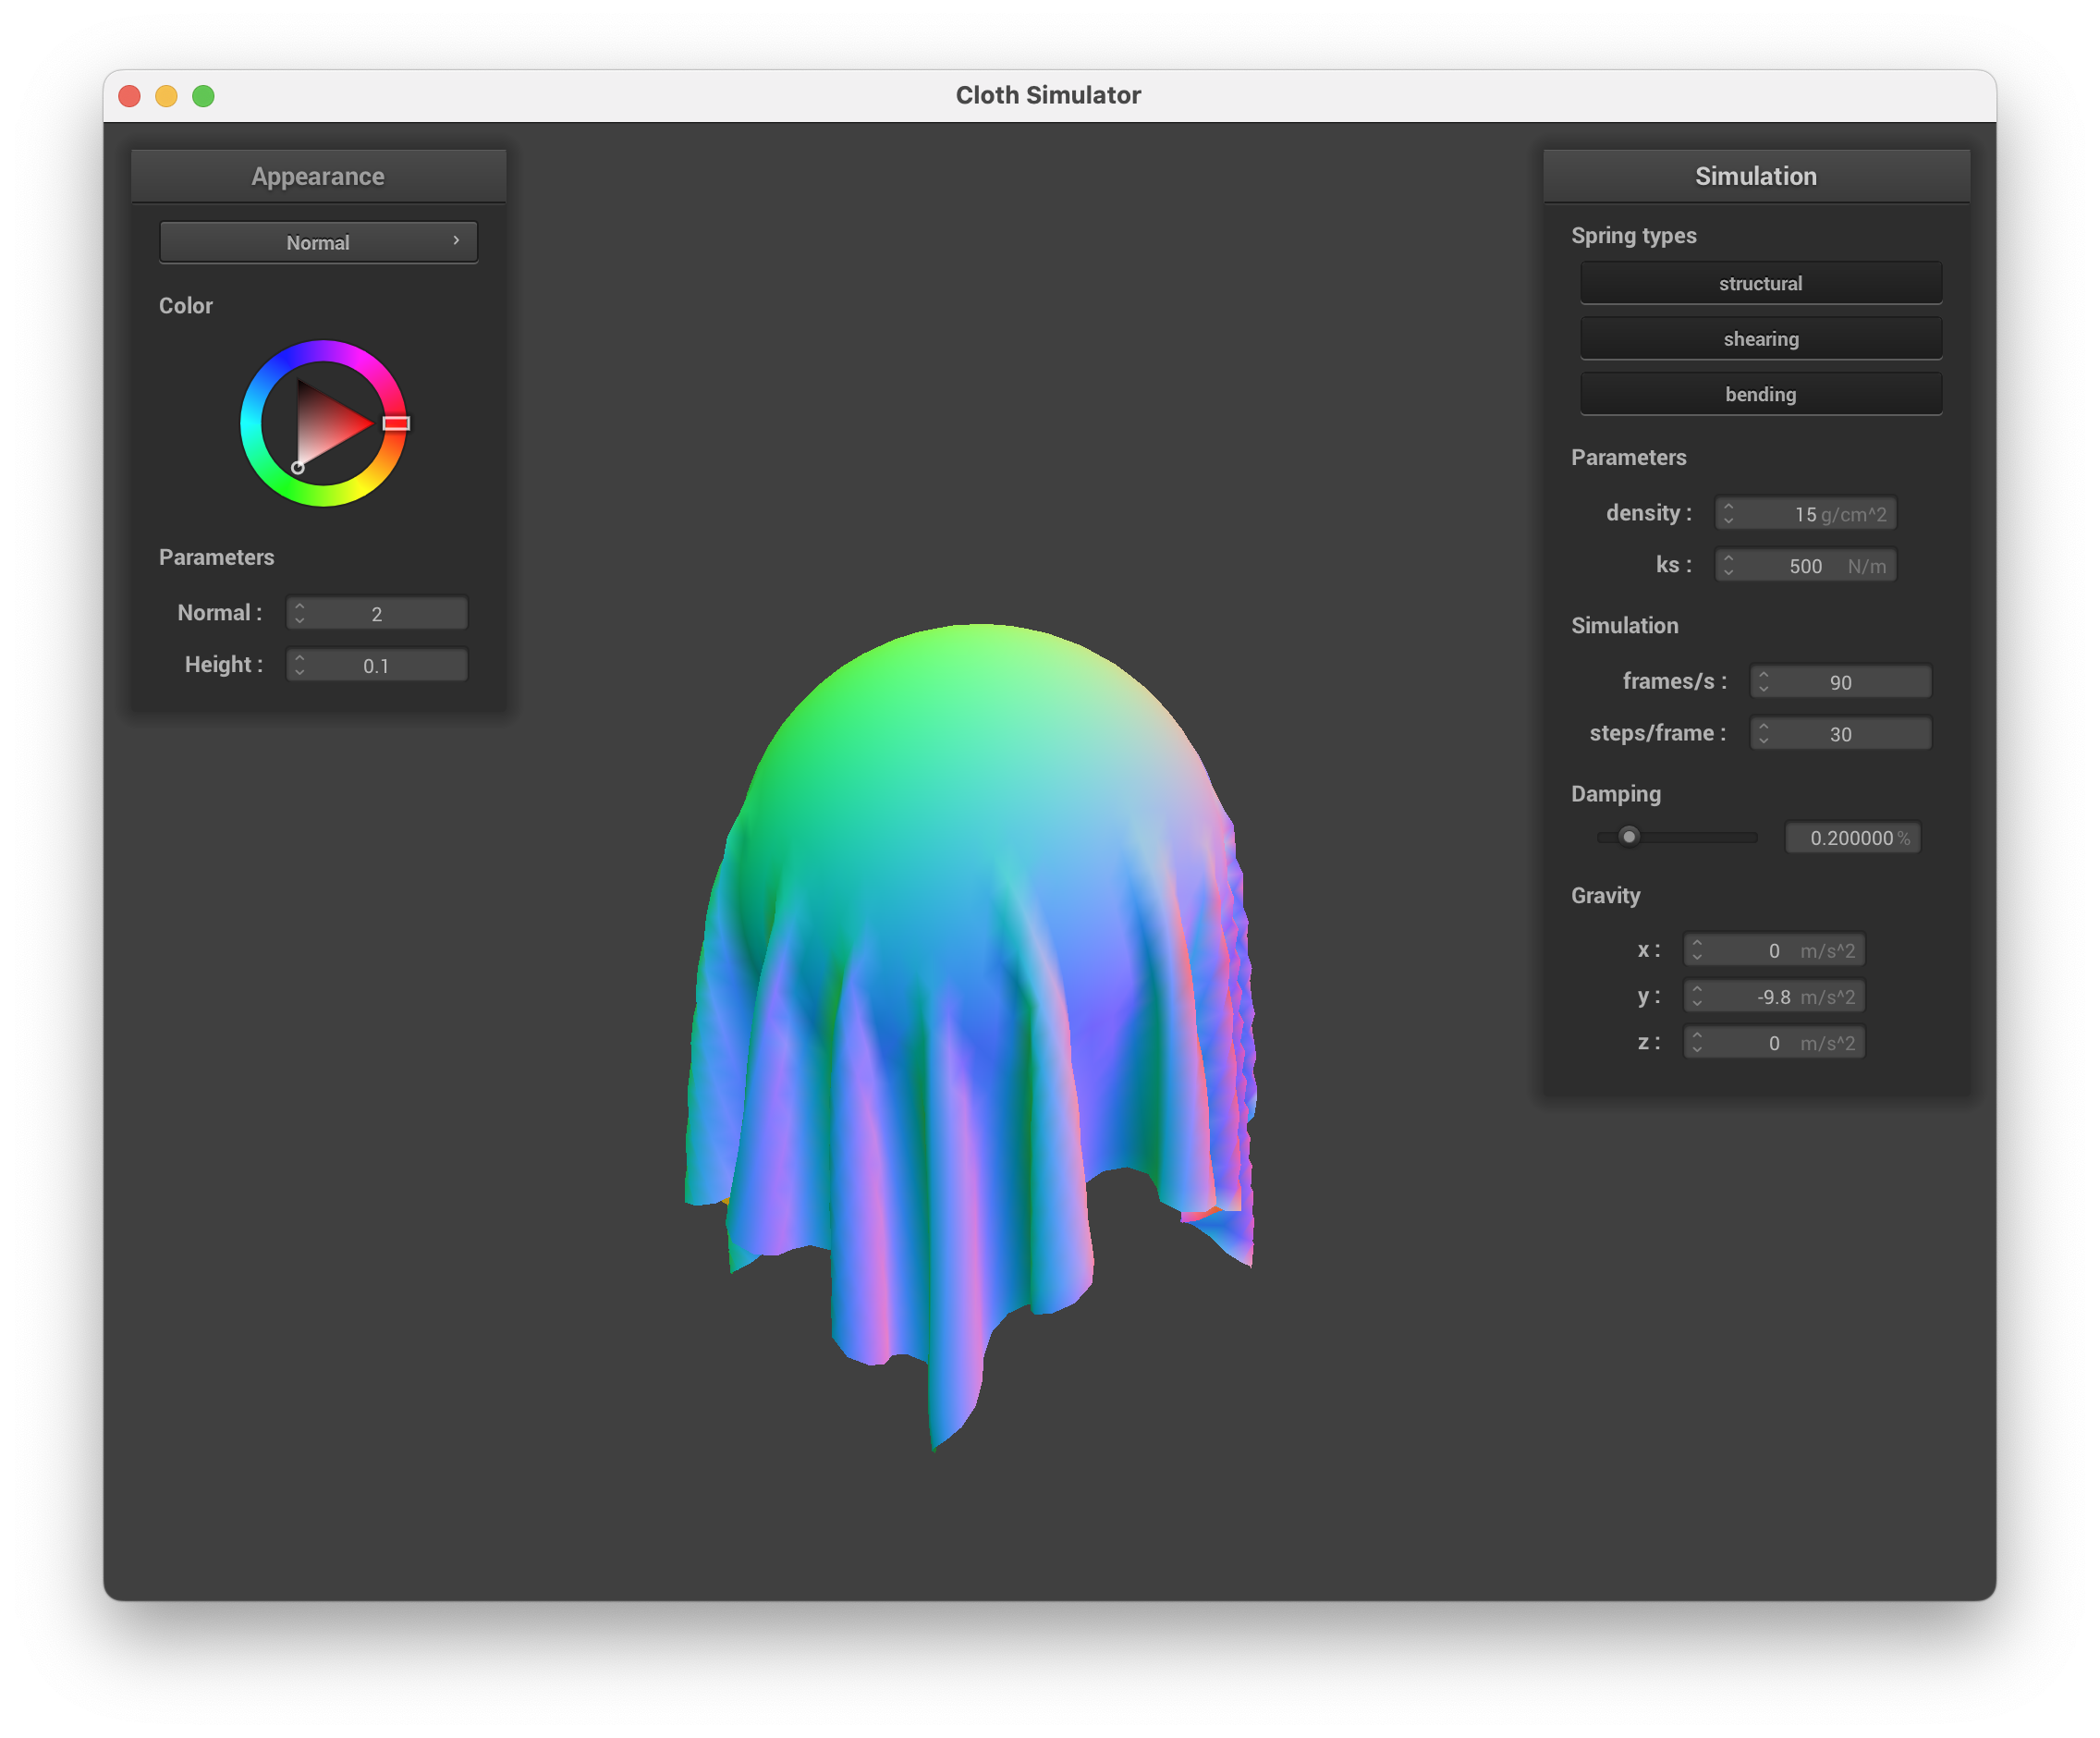 Cloth Simulator
Appearance
Normal
Color
Parameters
Normal : 2
Height : 0.1
Simulation
Spring types
structural
shearing
bending
Parameters
density : 15 g/cm^2
ks : 500 N/m
Simulation
frames/s : 90
steps/frame : 30
Damping
0.200000 %
Gravity
x : 0 m/s^2
y : -9.8 m/s^2
z : 0 m/s^2